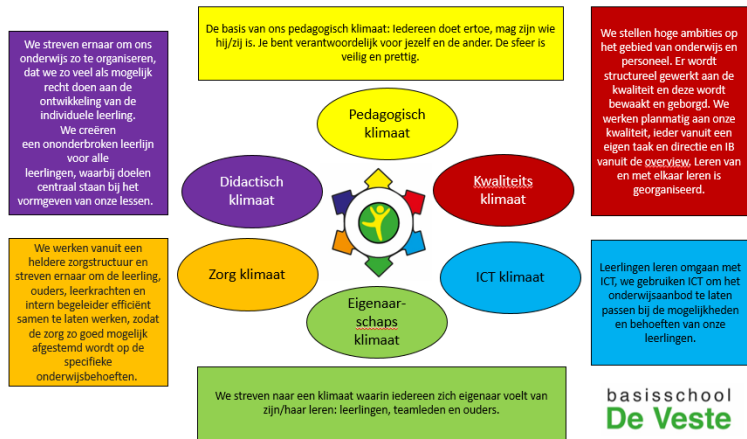 De basis van ons pedagogisch klimaat: Iedereen doet ertoe, mag zijn wie
hij/zij is. Je bent verantwoordelijk voor jezelf en de ander. De sfeer is
veilig en prettig.
We streven ernaar om ons
onderwijs zo te organiseren,
dat we zo veel als mogelijk
recht doen aan de
ontwikkeling van de
individuele leerling.
We creëren
een ononderbroken leerlijn
voor alle
leerlingen, waarbij doelen
centraal staan bij het
vormgeven van onze lessen.
We stellen hoge ambities op
het gebied van onderwijs en
personeel. Er wordt
structureel gewerkt aan de
kwaliteit en deze wordt
bewaakt en geborgd. We
werken planmatig aan onze
kwaliteit, ieder vanuit een
eigen taak en directie en IB
vanuit de overview. Leren van
en met elkaar leren is
georganiseerd.
Pedagogisch
klimaat
Didactisch
klimaat
Kwaliteits
klimaat
Zorg klimaat
ICT klimaat
Eigenaar-
schaps
klimaat
We werken vanuit een
heldere zorgstructuur en
streven ernaar om de leerling,
ouders, leerkrachten en
intern begeleider efficiënt
samen te laten werken, zodat
de zorg zo goed mogelijk
afgestemd wordt op de
specifieke
onderwijsbehoeften.
Leerlingen leren omgaan met
ICT, we gebruiken ICT om het
onderwijsaanbod te laten
passen bij de mogelijkheden
en behoeften van onze
leerlingen.
We streven naar een klimaat waarin iedereen zich eigenaar voelt van
zijn/haar leren: leerlingen, teamleden en ouders.
basisschool
De Veste